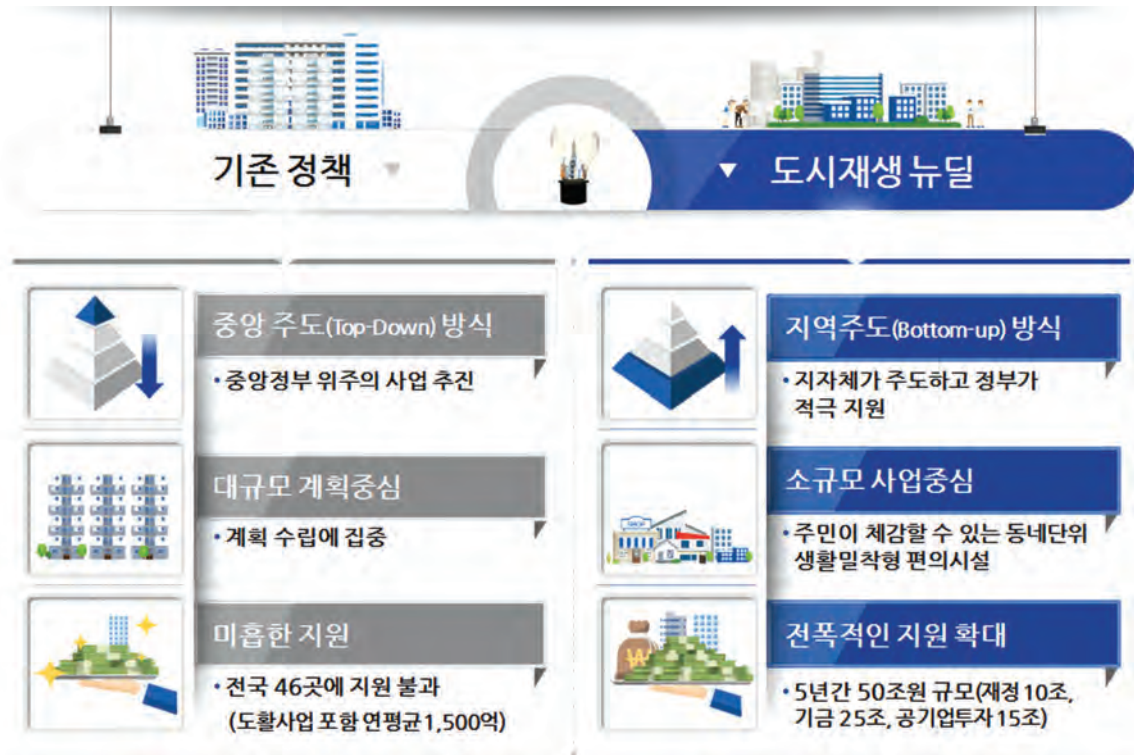 기존 정책
도시재생 뉴딜
중앙 주도(Top-Down) 방식
• 중앙정부 위주의 사업 추진
대규모 계획중심
• 계획 수립에 집중
미흡한 지원
• 전국 46곳에 지원 불과
(도활사업 포함 연평균 1,500억)
지역주도(Bottom-up) 방식
• 지자체가 주도하고 정부가
적극 지원
소규모 사업중심
• 주민이 체감할 수 있는 동네단위
생활밀착형 편의시설
전폭적인 지원 확대
• 5년간 50조원 규모(재정 10조,
기금 25조, 공기업투자 15조)